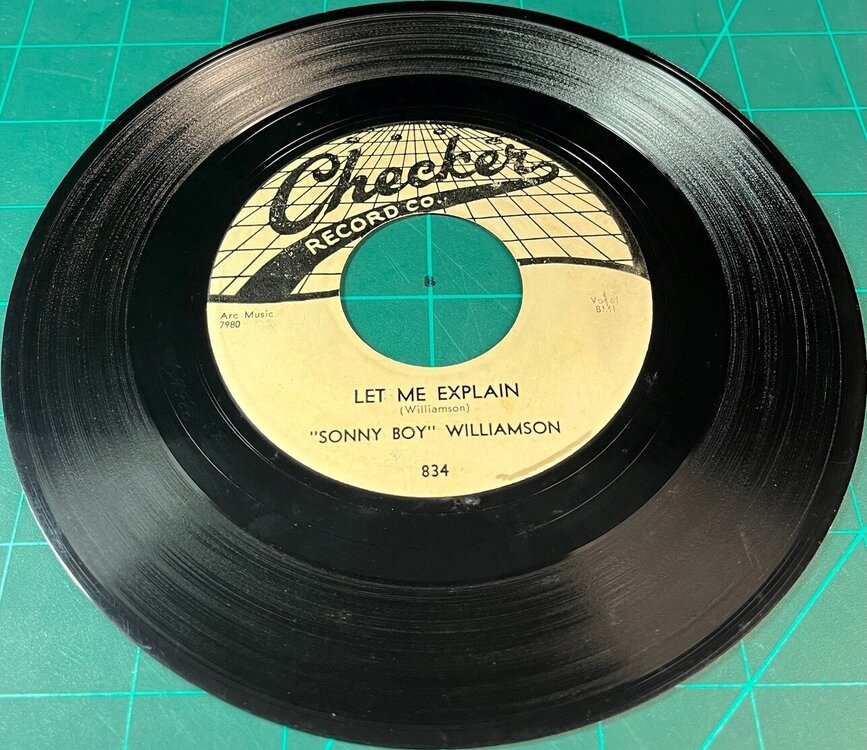 Checker
RECORD CO.
Arc Music
7980
Vocal
BMI
LET ME EXPLAIN
(Williamson)
"SONNY BOY" WILLIAMSON
834